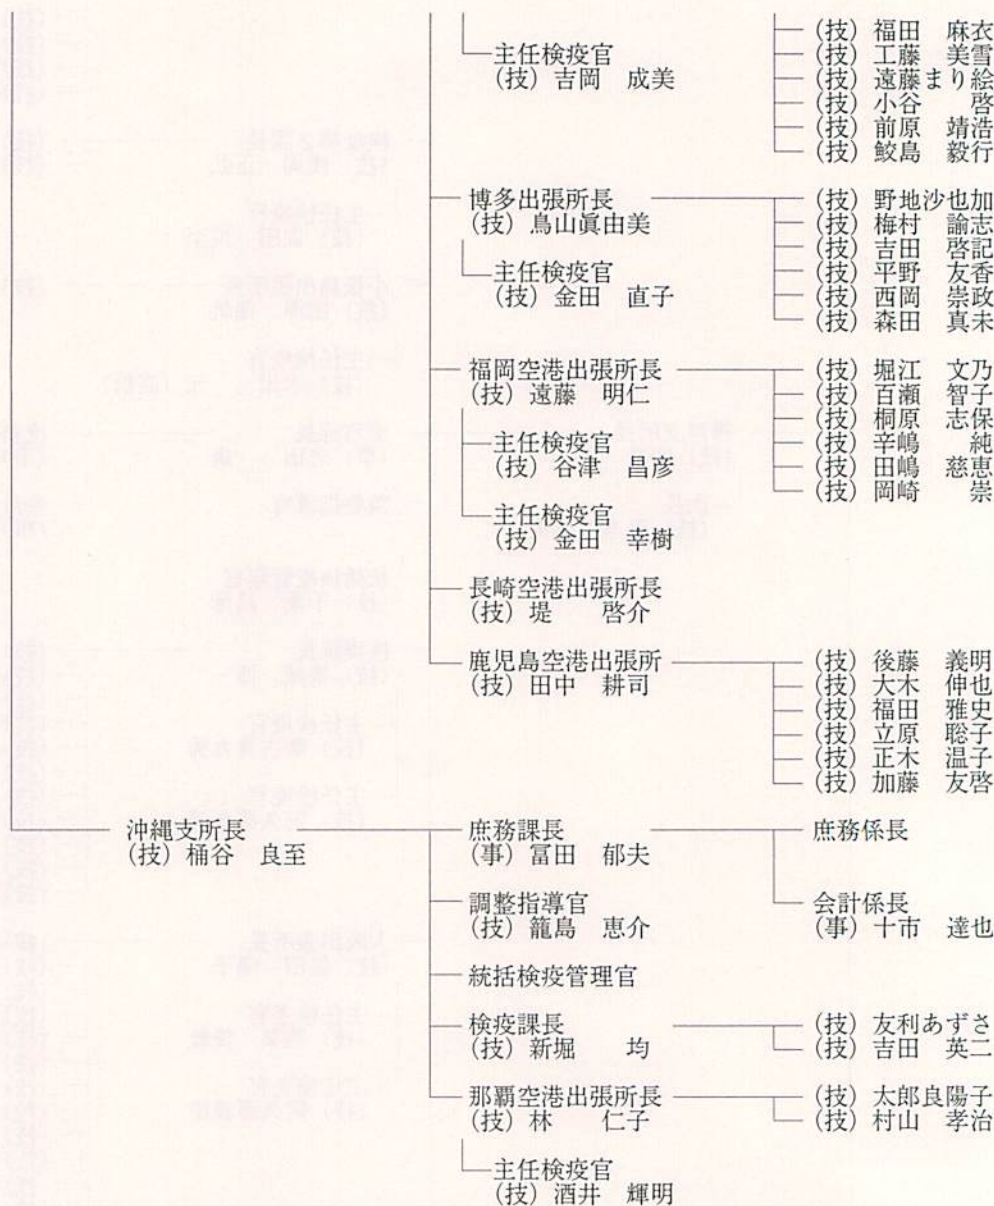 主任検疫官
(技) 吉岡　成美
(技) 福田　麻衣
(技) 工藤　美雪
(技) 遠藤まり絵
(技) 小谷　　啓
(技) 前原　靖浩
(技) 鮫島　毅行
博多出張所長
(技) 鳥山眞由美
主任検疫官
(技) 金田　直子
(技) 野地沙也加
(技) 梅村　諭志
(技) 吉田　啓記
(技) 平野　友香
(技) 西岡　崇政
(技) 森田　真未
福岡空港出張所長
(技) 遠藤　明仁
主任検疫官
(技) 谷津　昌彦
主任検疫官
(技) 金田　幸樹
(技) 堀江　文乃
(技) 百瀬　智子
(技) 桐原　志保
(技) 辛嶋　　純
(技) 田嶋　慈恵
(技) 岡崎　　崇
長崎空港出張所長
(技) 堤　　啓介
鹿児島空港出張所
(技) 田中　耕司
(技) 後藤　義明
(技) 大木　伸也
(技) 福田　雅史
(技) 立原　聡子
(技) 正木　温子
(技) 加藤　友啓
沖縄支所長
(技) 桶谷　良至
庶務課長
(事) 冨田　郁夫
庶務係長
会計係長
(事) 十市　達也
調整指導官
(技) 籠島　恵介
統括検疫管理官
検疫課長
(技) 新堀　　均
(技) 友利あずさ
(技) 吉田　英二
那覇空港出張所長
(技) 林　　仁子
(技) 太郎良陽子
(技) 村山　孝治
主任検疫官
(技) 酒井　輝明